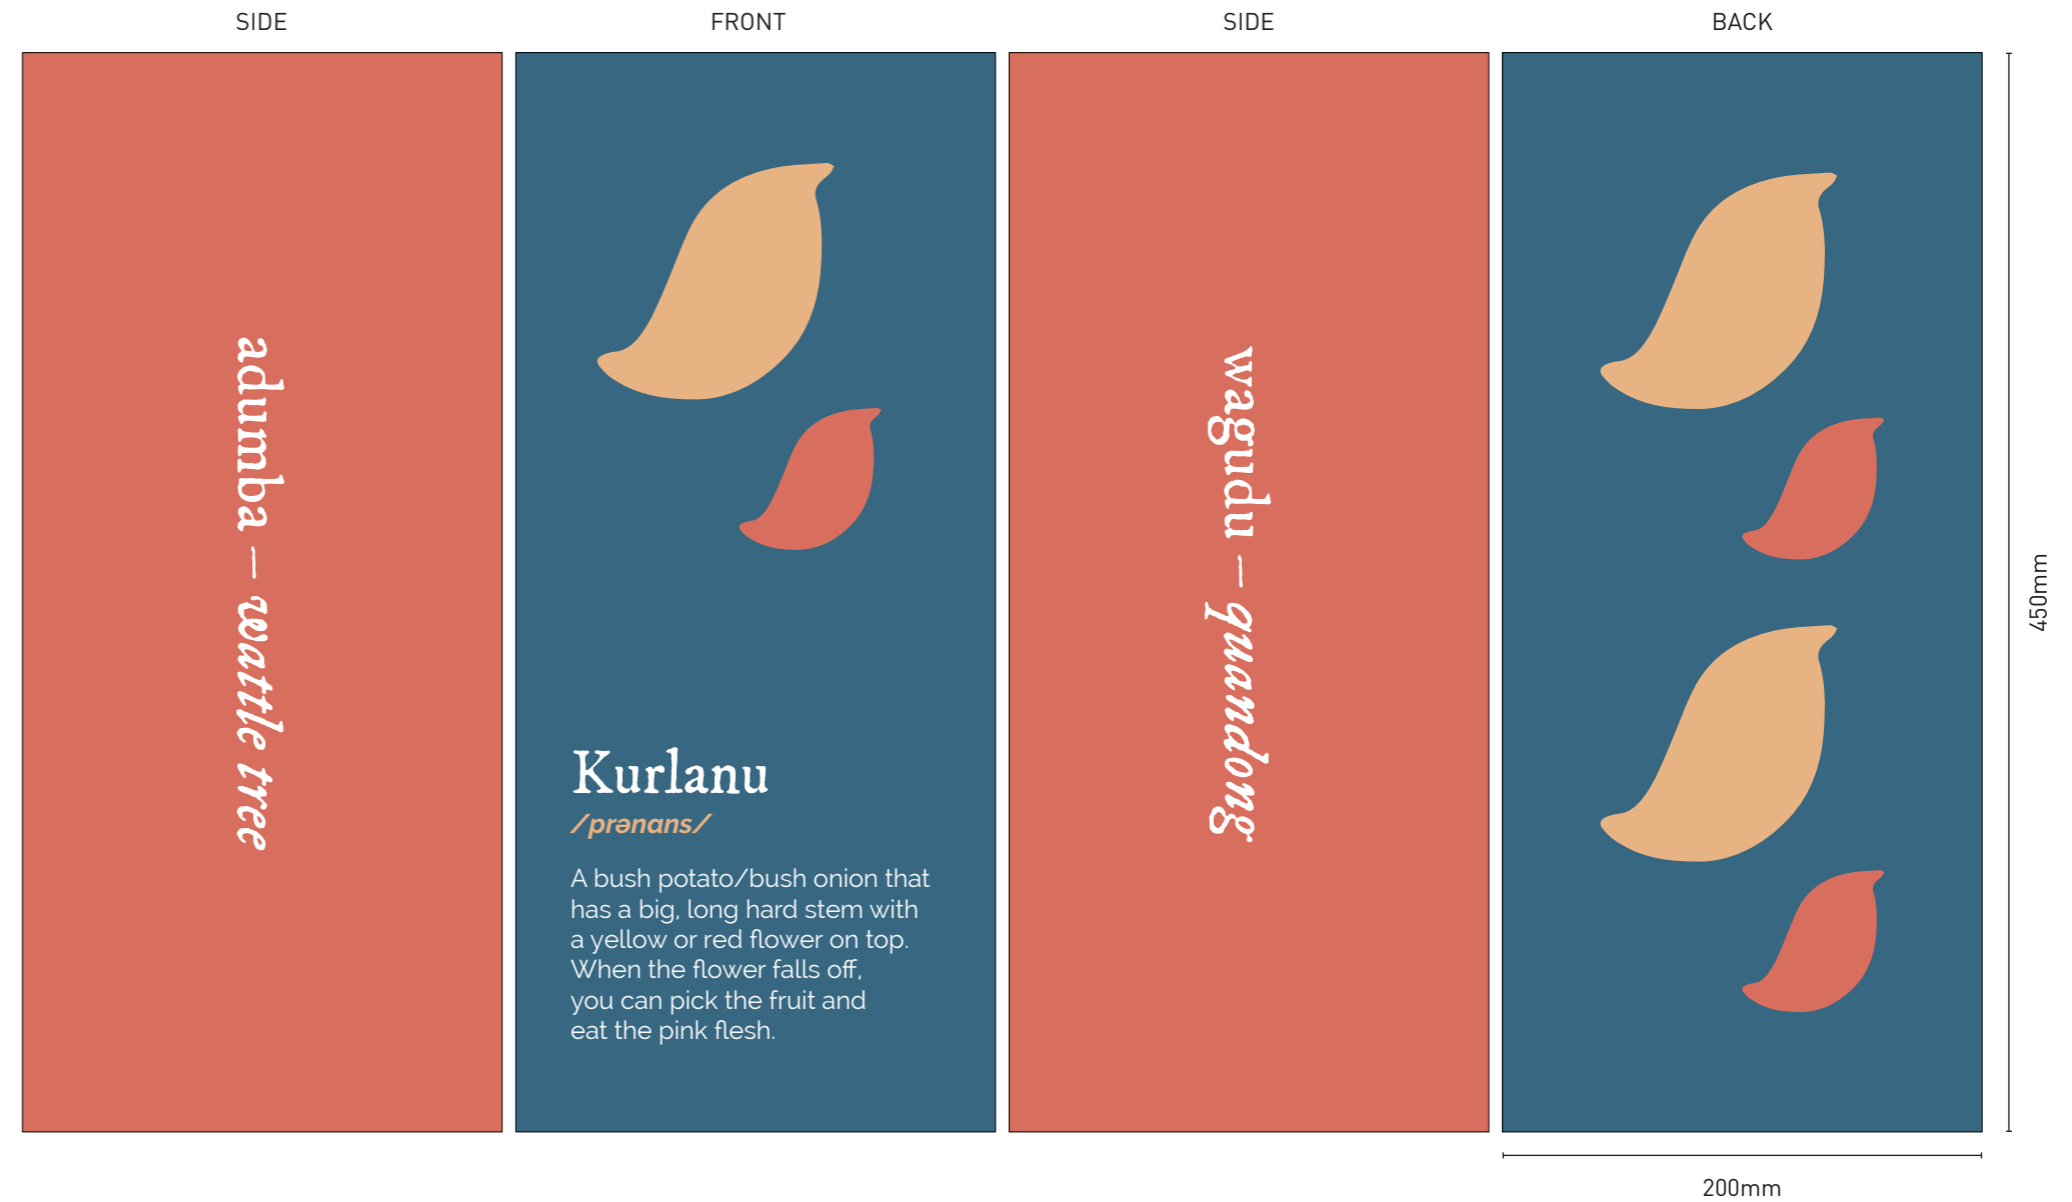 SIDE
FRONT
SIDE
BACK
adumba – wattle tree
Kurlanu
/prənans/
A bush potato/bush onion that
has a big, long hard stem with
a yellow or red flower on top.
When the flower falls off,
you can pick the fruit and
eat the pink flesh.
wagudu – quandong
450mm
200mm